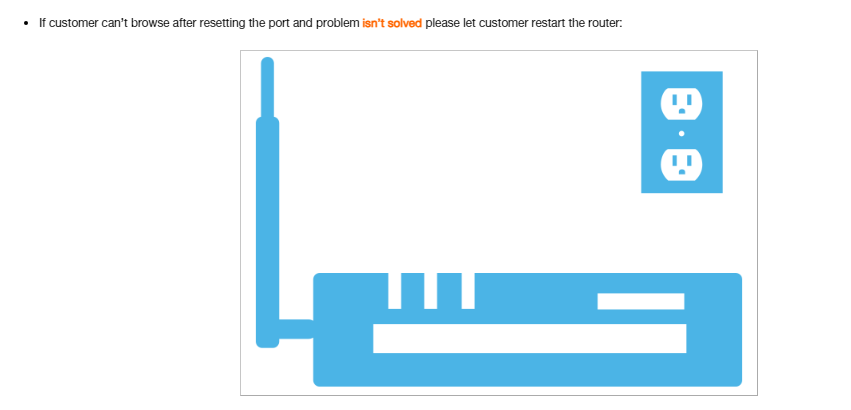 If customer can't browse after resetting the port and problem isn't solved please let customer restart the router: